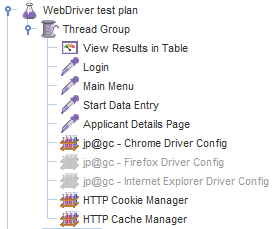 WebDriver test plan
Thread Group
View Results in Table
Login
Main Menu
Start Data Entry
Applicant Details Page
jp@gc - Chrome Driver Config
jp@gc - Firefox Driver Config
jp@gc - Internet Explorer Driver Config
HTTP Cookie Manager
HTTP Cache Manager